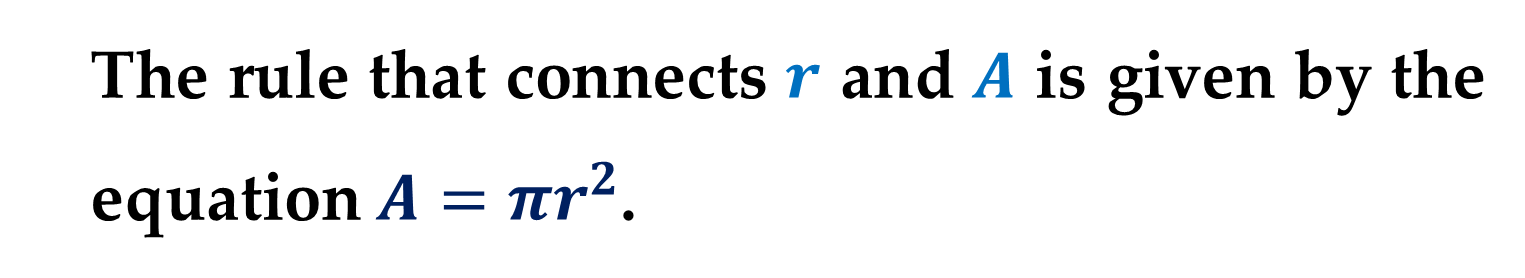 The rule that connects r and A is given by the
equation A = πr².